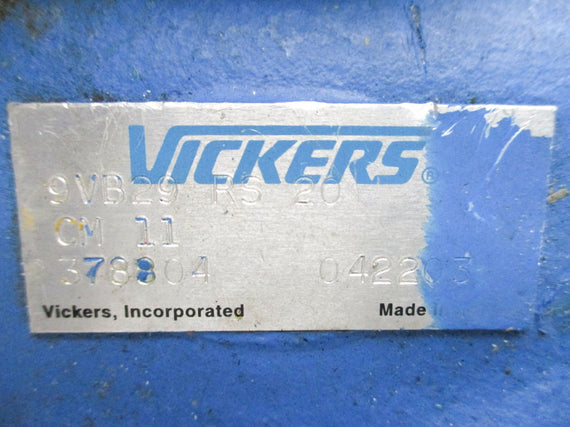 VICKERS®
9VB29 RS 20
CM 11
378804 042203
Vickers, Incorporated Made